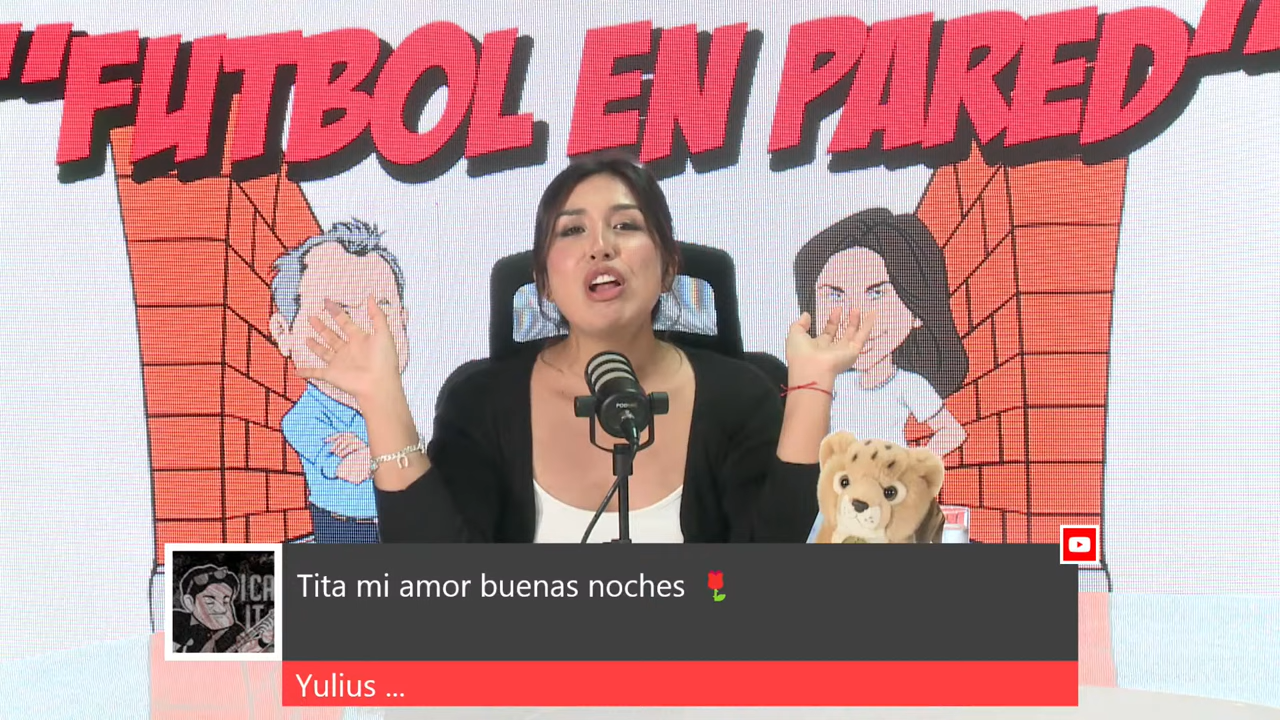 "FUTBOL EN PARED"
Tita mi amor buenas noches 🌷
Yulius ...